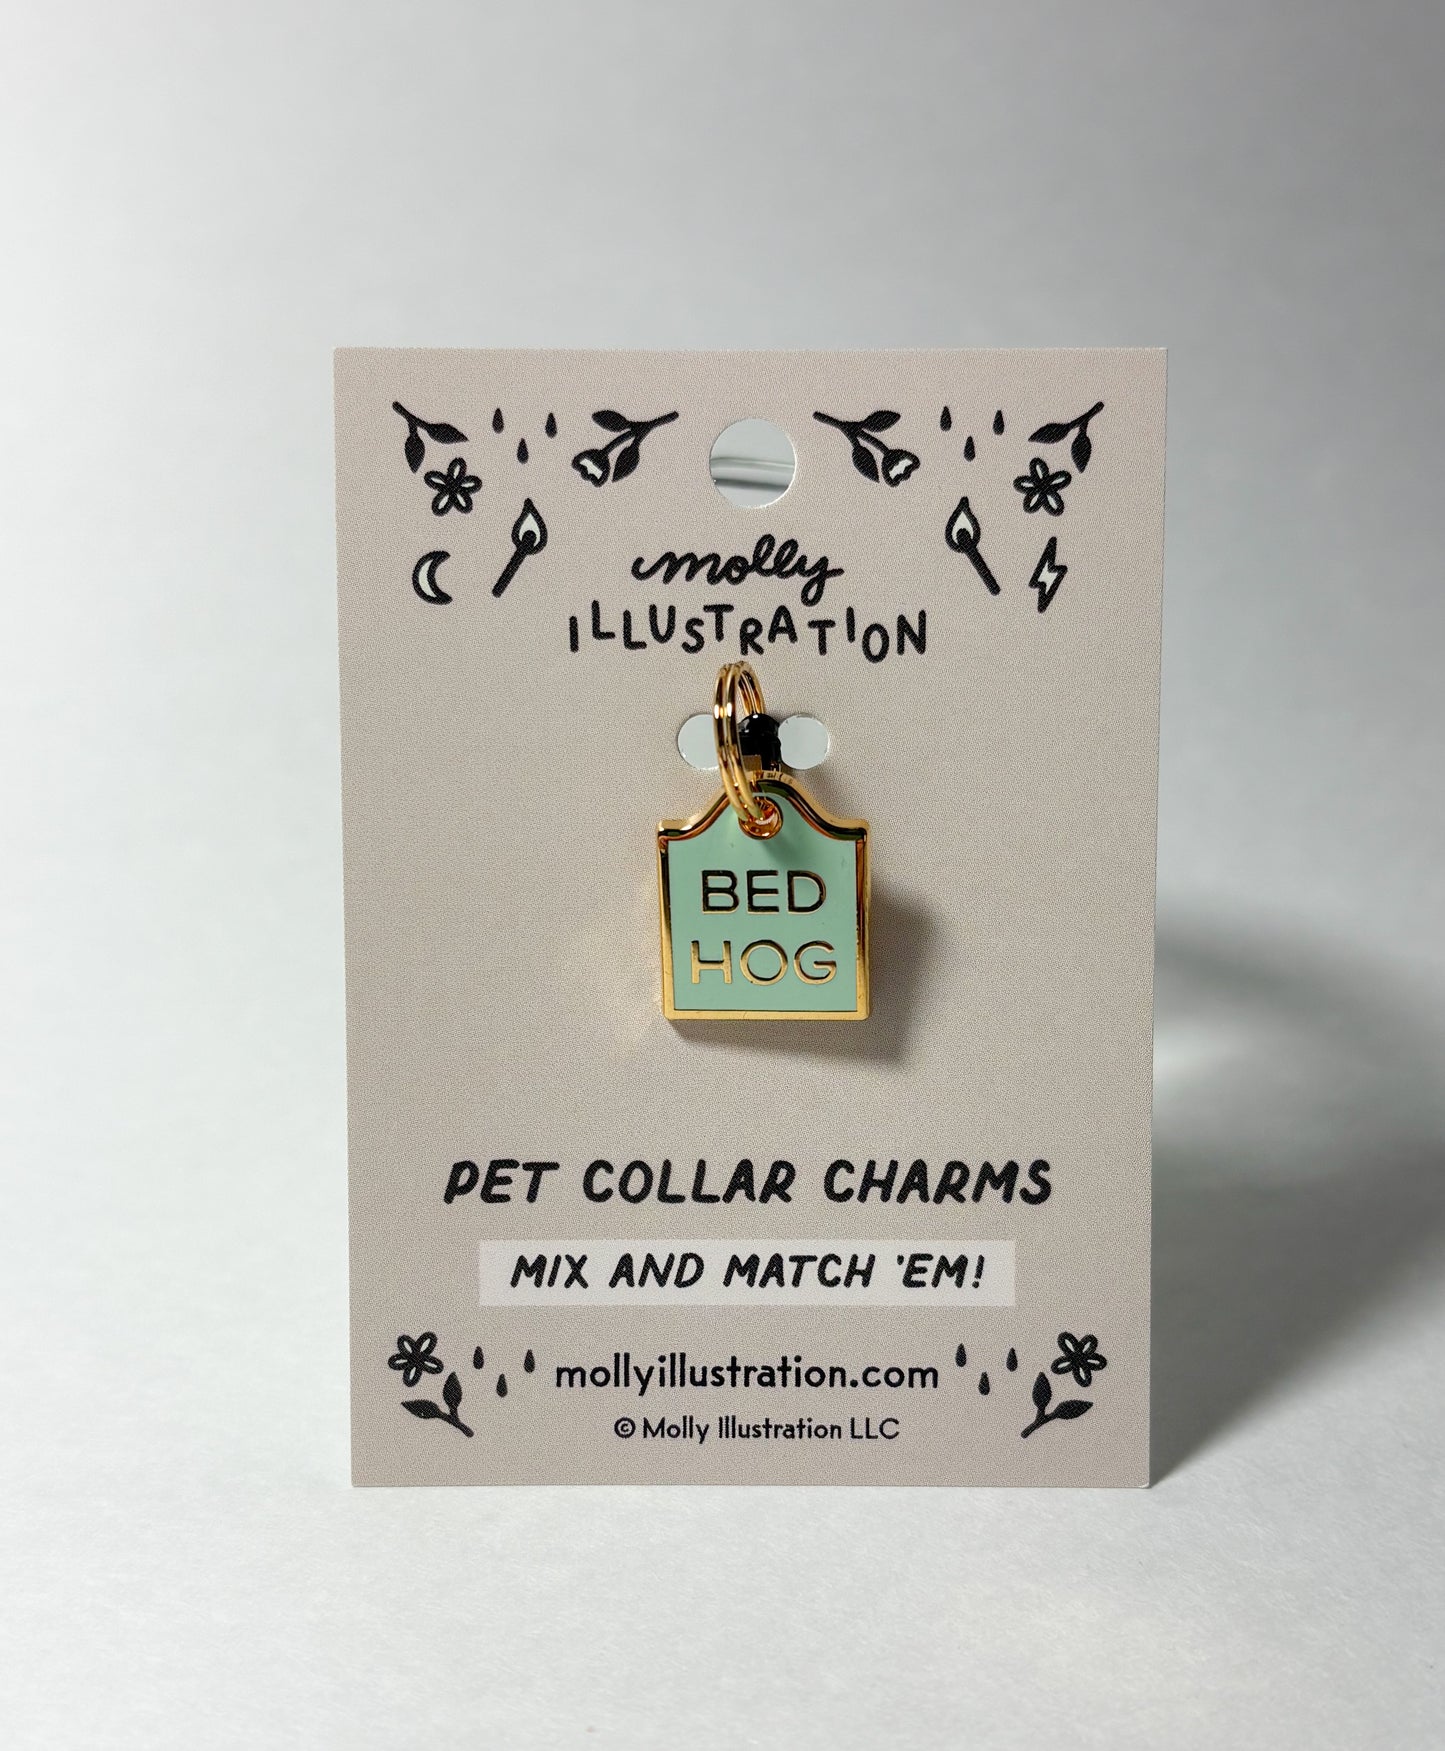 molly
ILLUSTRATION
BED
HOG
PET COLLAR CHARMS
MIX AND MATCH 'EM!
mollyillustration.com
© Molly Illustration LLC